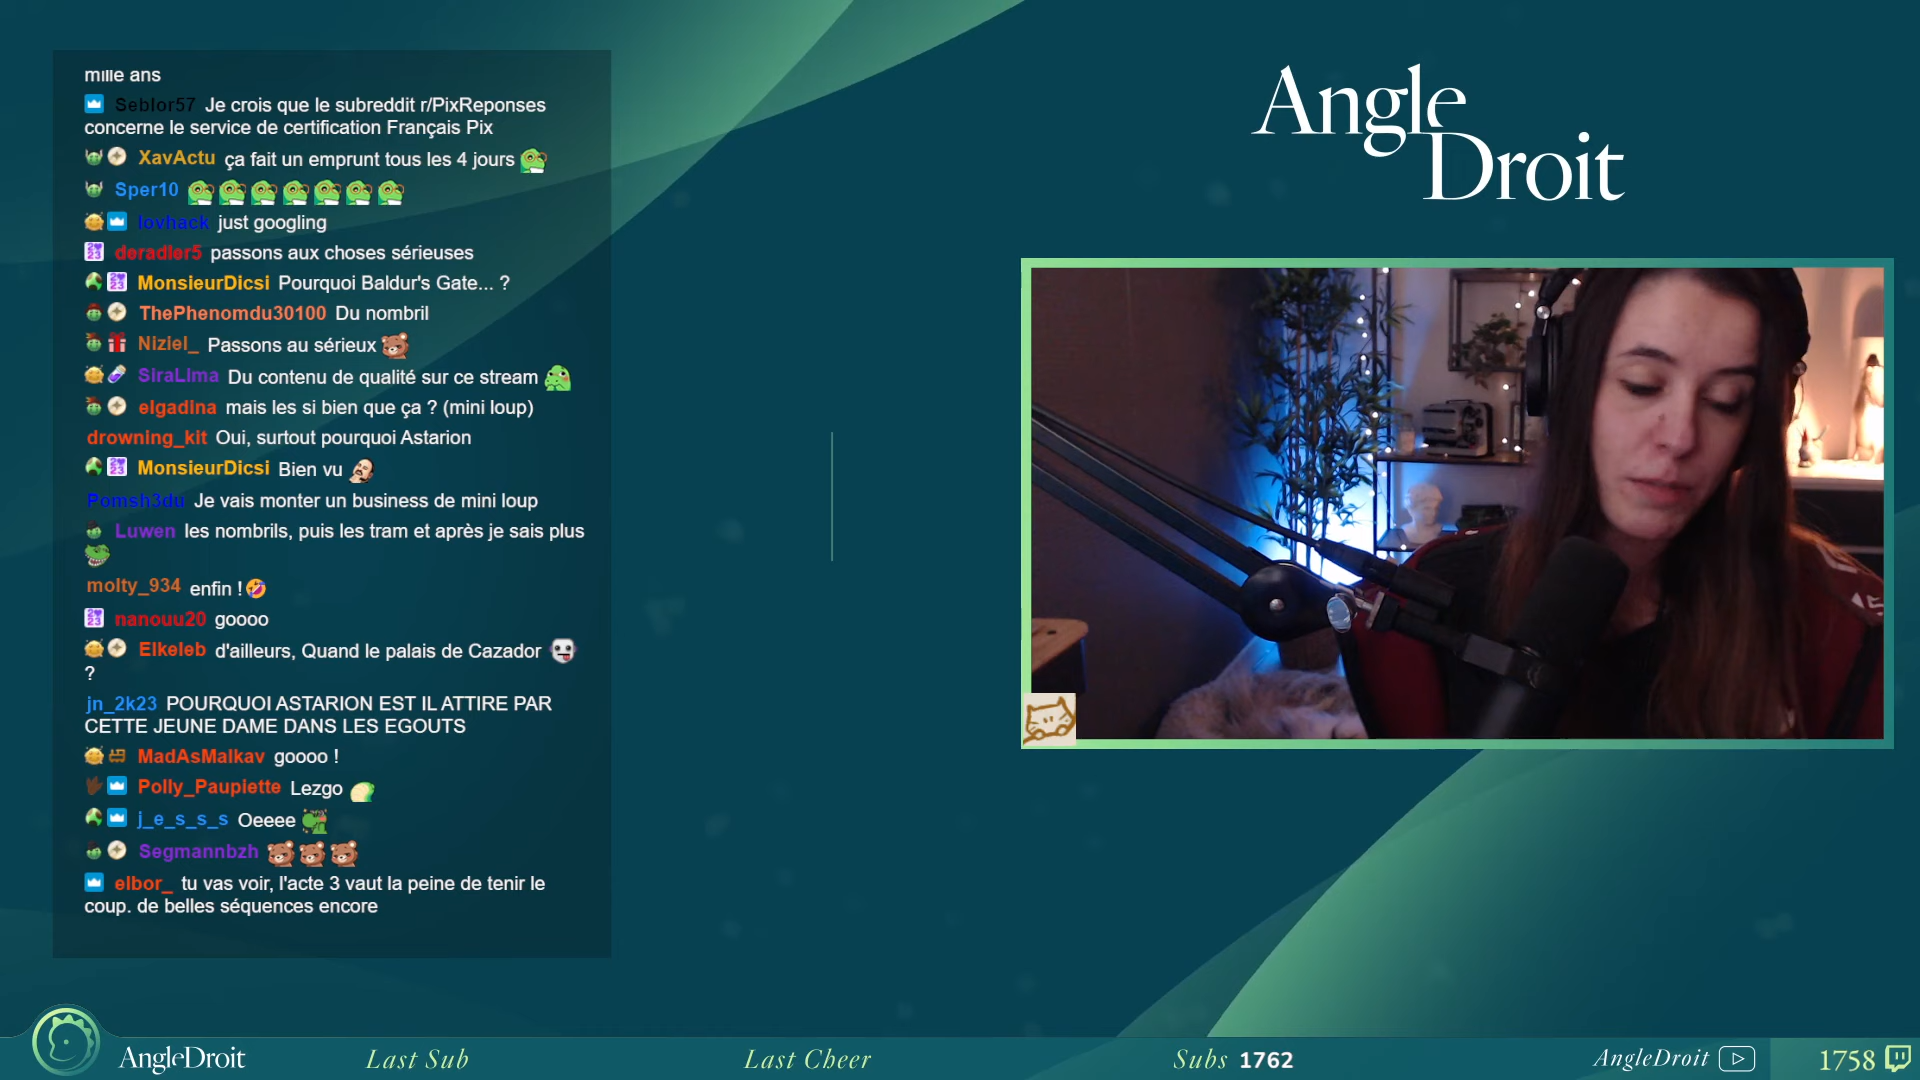 mille ans
Seblor57 Je crois que le subreddit r/PixReponses
concerne le service de certification Français Pix
XavActu ça fait un emprunt tous les 4 jours
Sper10
lovhack just googling
deradler5 passons aux choses sérieuses
MonsieurDicsi Pourquoi Baldur's Gate... ?
ThePhenomdu30100 Du nombril
Niziel_ Passons au sérieux
SiraLima Du contenu de qualité sur ce stream
elgadina mais les si bien que ça ? (mini loup)
drowning_kit Oui, surtout pourquoi Astarion
MonsieurDicsi Bien vu
Pomsh3du Je vais monter un business de mini loup
Luwen les nombrils, puis les tram et après je sais plus
molty_934 enfin !
nanouu20 goooo
Elkeleb d'ailleurs, Quand le palais de Cazador
?
jn_2k23 POURQUOI ASTARION EST IL ATTIRE PAR
CETTE JEUNE DAME DANS LES EGOUTS
MadAsMalkav goooo !
Polly_Paupiette Lezgo
j_e_s_s_s Oeeee
Segmannbzh
elbor_ tu vas voir, l'acte 3 vaut la peine de tenir le
coup. de belles séquences encore
Angle
Droit
AngleDroit
Last Sub
Last Cheer
Subs 1762
AngleDroit
1758